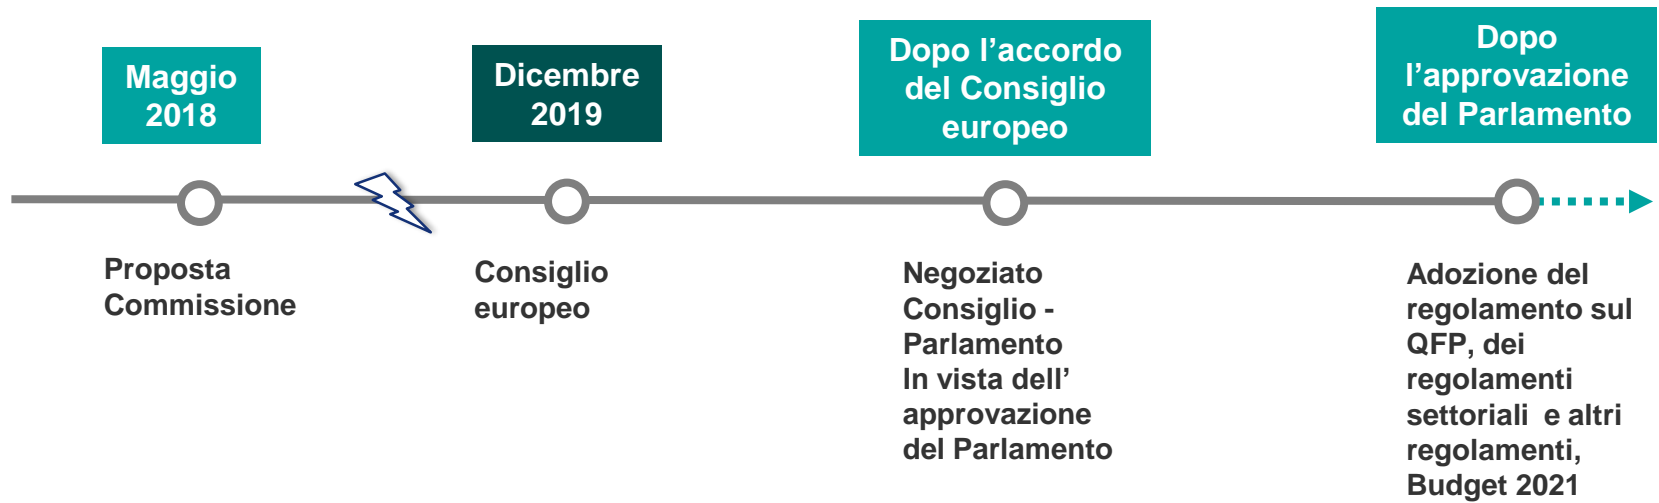 Maggio
2018
Dicembre
2019
Dopo l’accordo
del Consiglio
europeo
Dopo
l’approvazione
del Parlamento
Proposta
Commissione
Consiglio
europeo
Negoziato
Consiglio -
Parlamento
In vista dell’
approvazione
del Parlamento
Adozione del
regolamento sul
QFP, dei
regolamenti
settoriali e altri
regolamenti,
Budget 2021